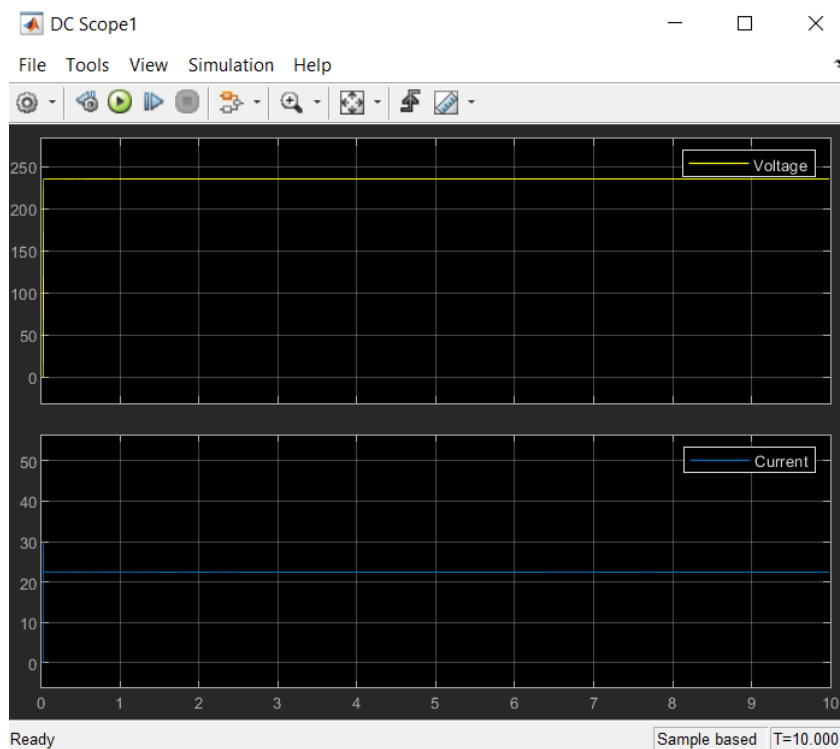 DC Scope1
File Tools View Simulation Help
Voltage
250
200
150
100
50
0
Current
50
40
30
20
10
0
0 1 2 3 4 5 6 7 8 9 10
Ready Sample based T=10.000